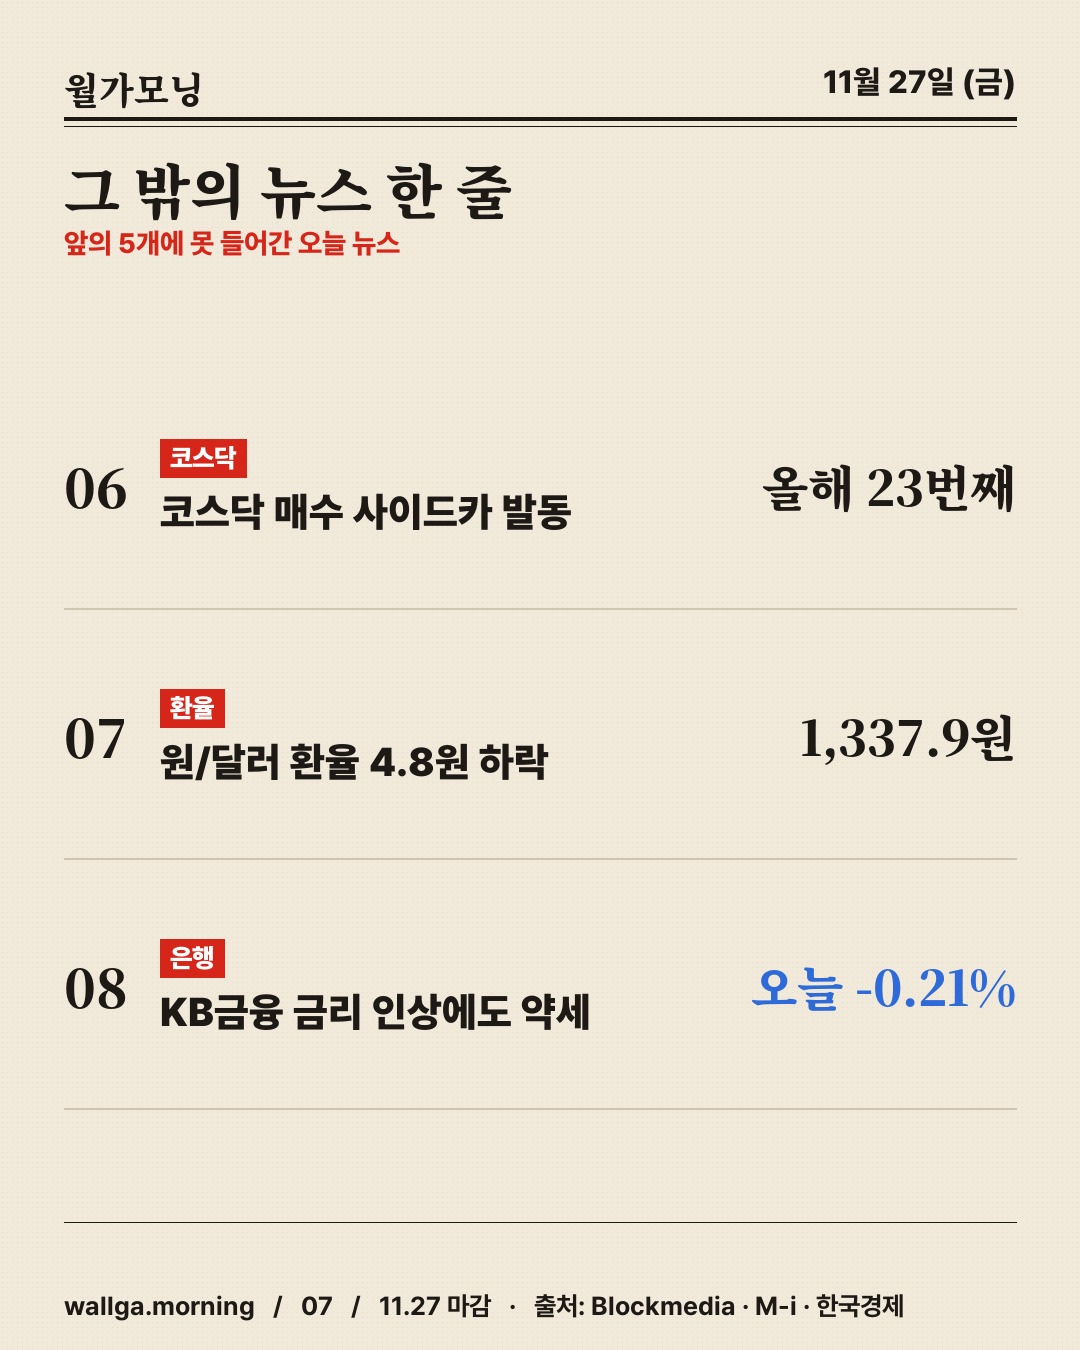 월가모닝
11월 27일 (금)
그 밖의 뉴스 한 줄
앞의 5개에 못 들어간 오늘 뉴스
06
코스닥
코스닥 매수 사이드카 발동
올해 23번째
07
환율
원/달러 환율 4.8원 하락
1,337.9원
08
은행
KB금융 금리 인상에도 약세
오늘 -0.21%
wallga.morning / 07 / 11.27 마감 · 출처: Blockmedia · M-i · 한국경제